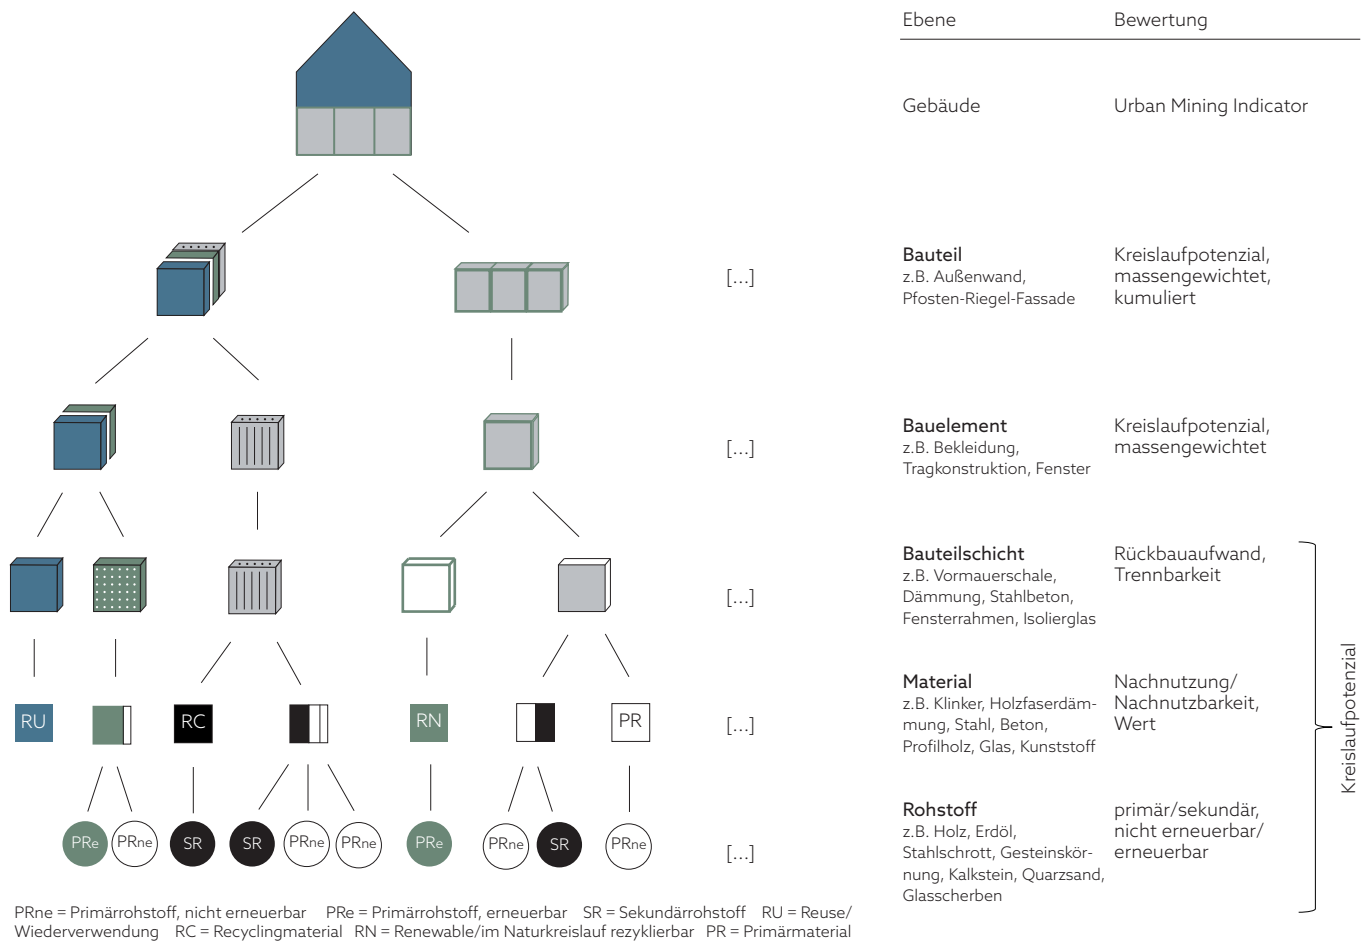 Ebene Bewertung
Gebäude Urban Mining Indicator
[...]
Bauteil
z.B. Außenwand,
Pfosten-Riegel-Fassade
Kreislaufpotenzial,
massengewichtet,
kumuliert
[...]
Bauelement
z.B. Bekleidung,
Tragkonstruktion, Fenster
Kreislaufpotenzial,
massengewichtet
[...]
Bauteilschicht
z.B. Vormauerschale,
Dämmung, Stahlbeton,
Fensterrahmen, Isolierglas
Rückbauaufwand,
Trennbarkeit
RU RC RN PR [...]
Material
z.B. Klinker, Holzfaserdäm-
mung, Stahl, Beton,
Profilholz, Glas, Kunststoff
Nachnutzung/
Nachnutzbarkeit,
Wert
PRe PRne SR SR PRne PRne PRe PRne SR PRne [...]
Rohstoff
z.B. Holz, Erdöl,
Stahlschrott, Gesteinskör-
nung, Kalkstein, Quarzsand,
Glasscherben
primär/sekundär,
nicht erneuerbar/
erneuerbar
Kreislaufpotenzial
PRne = Primärrohstoff, nicht erneuerbar PRe = Primärrohstoff, erneuerbar SR = Sekundärrohstoff RU = Reuse/
Wiederverwendung RC = Recyclingmaterial RN = Renewable/im Naturkreislauf rezyklierbar PR = Primärmaterial